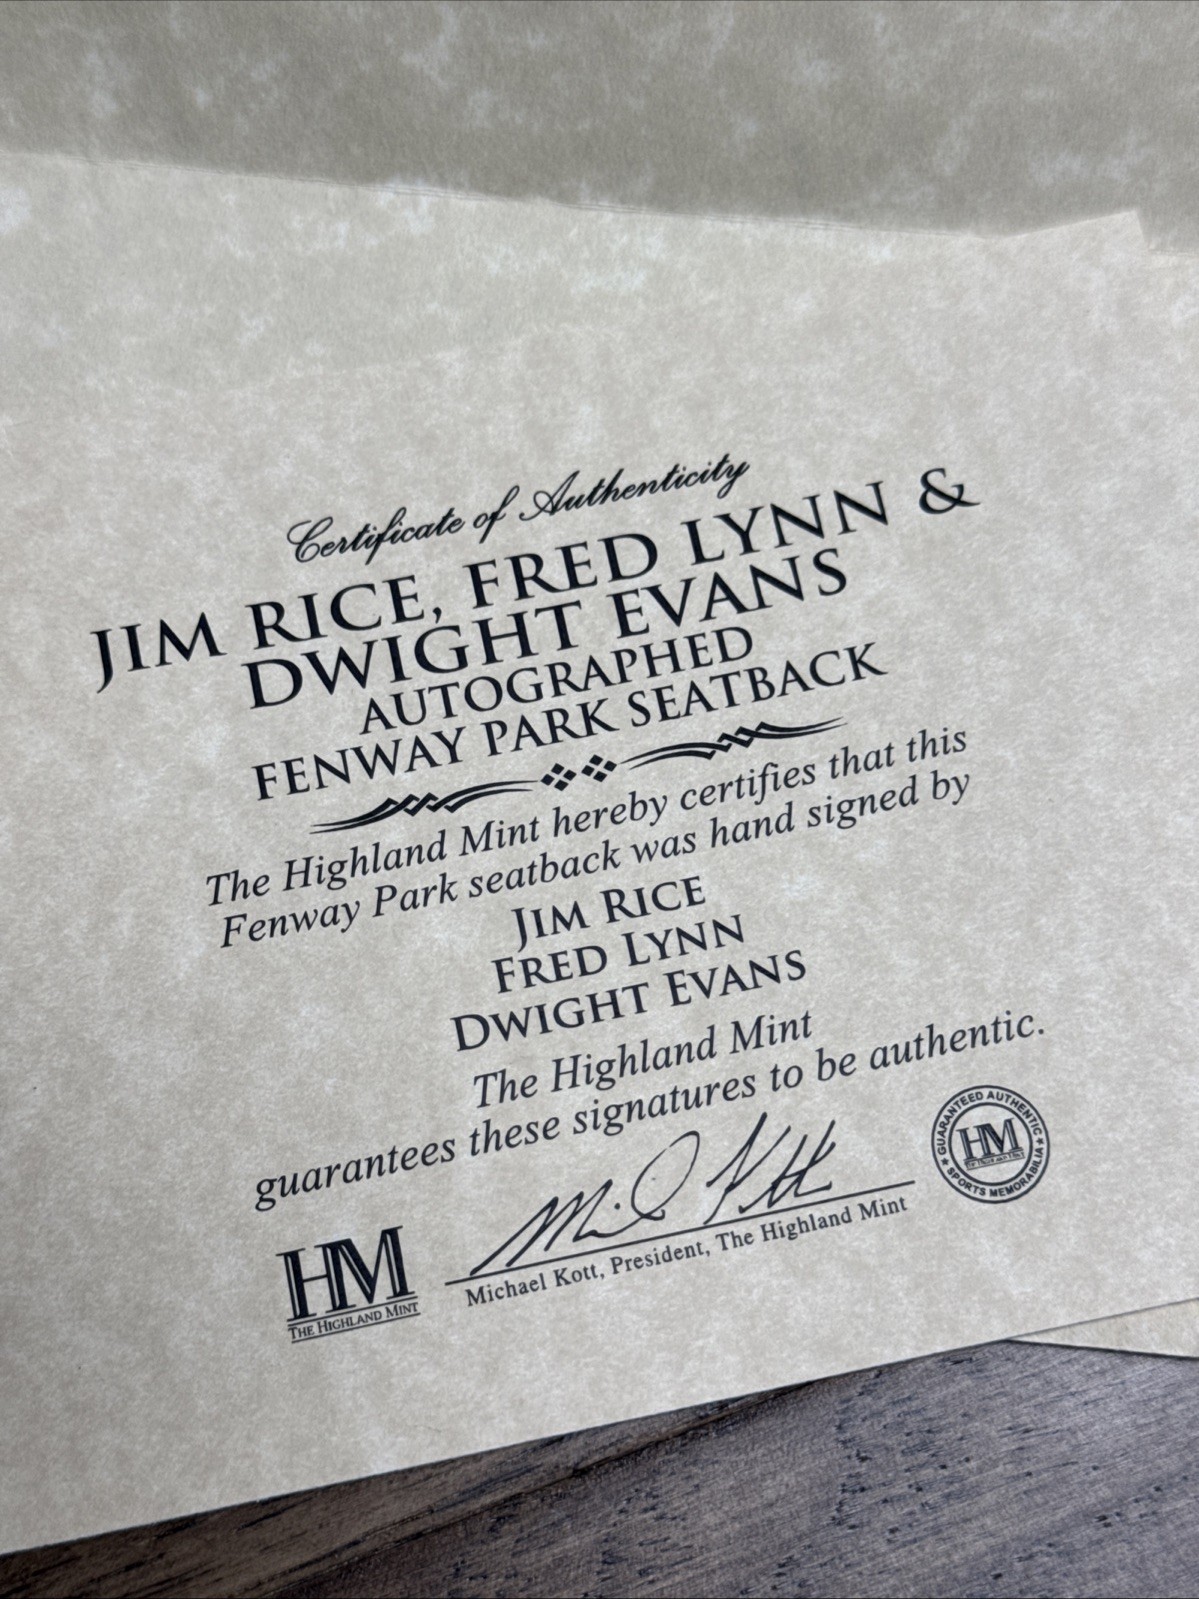 Certificate of Authenticity
JIM RICE, FRED LYNN &
DWIGHT EVANS
AUTOGRAPHED
FENWAY PARK SEATBACK
The Highland Mint hereby certifies that this
Fenway Park seatback was hand signed by
JIM RICE
FRED LYNN
DWIGHT EVANS
The Highland Mint
guarantees these signatures to be authentic.
HM
THE HIGHLAND MINT
Michael Kott, President, The Highland Mint
GUARANTEED AUTHENTIC
HM
SPORTS MEMORABILIA